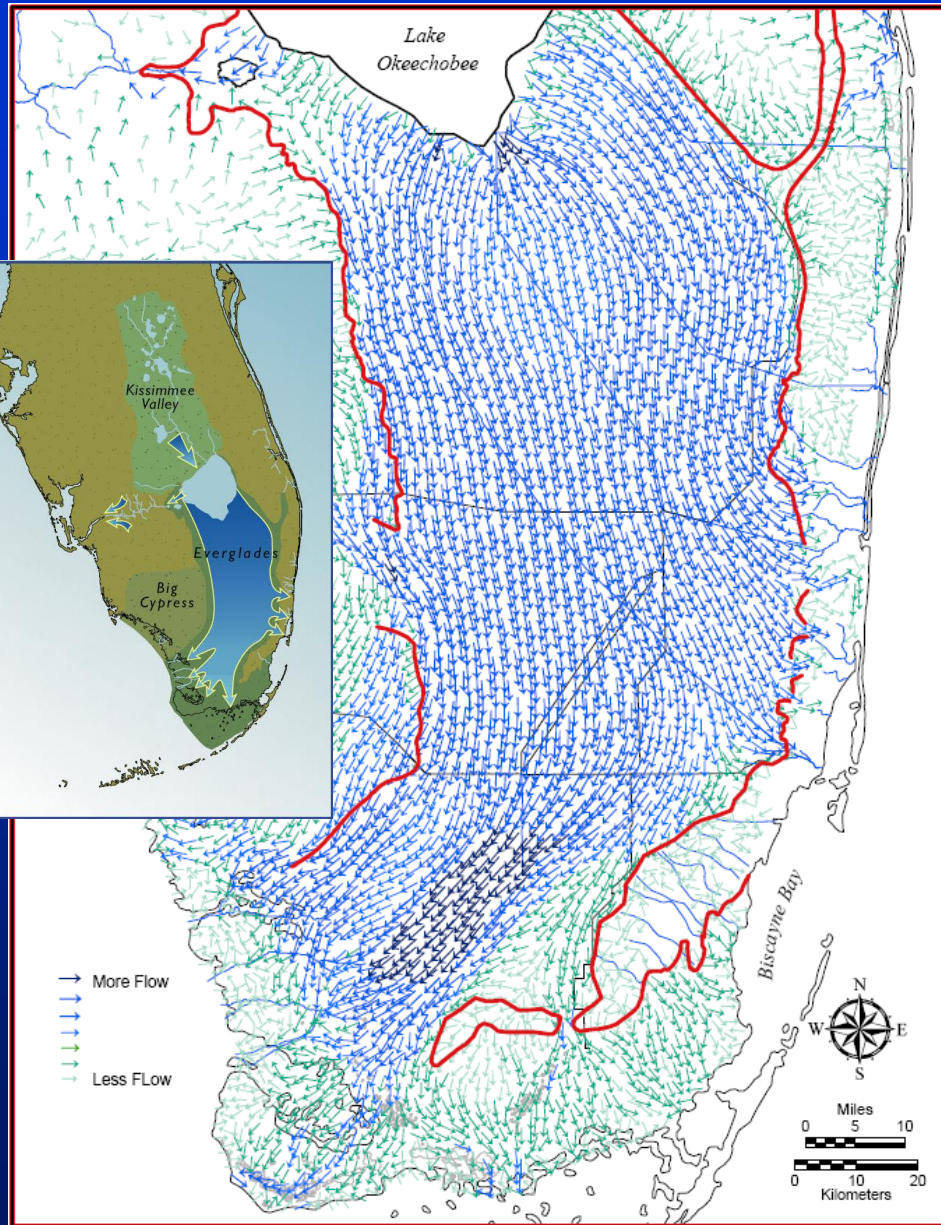 Lake
Okeechobee
Kissimmee
Valley
Everglades
Big
Cypress
Biscayne Bay
More Flow
Less FLow
N
W
E
S
Miles
0 5 10
0 10 20
Kilometers